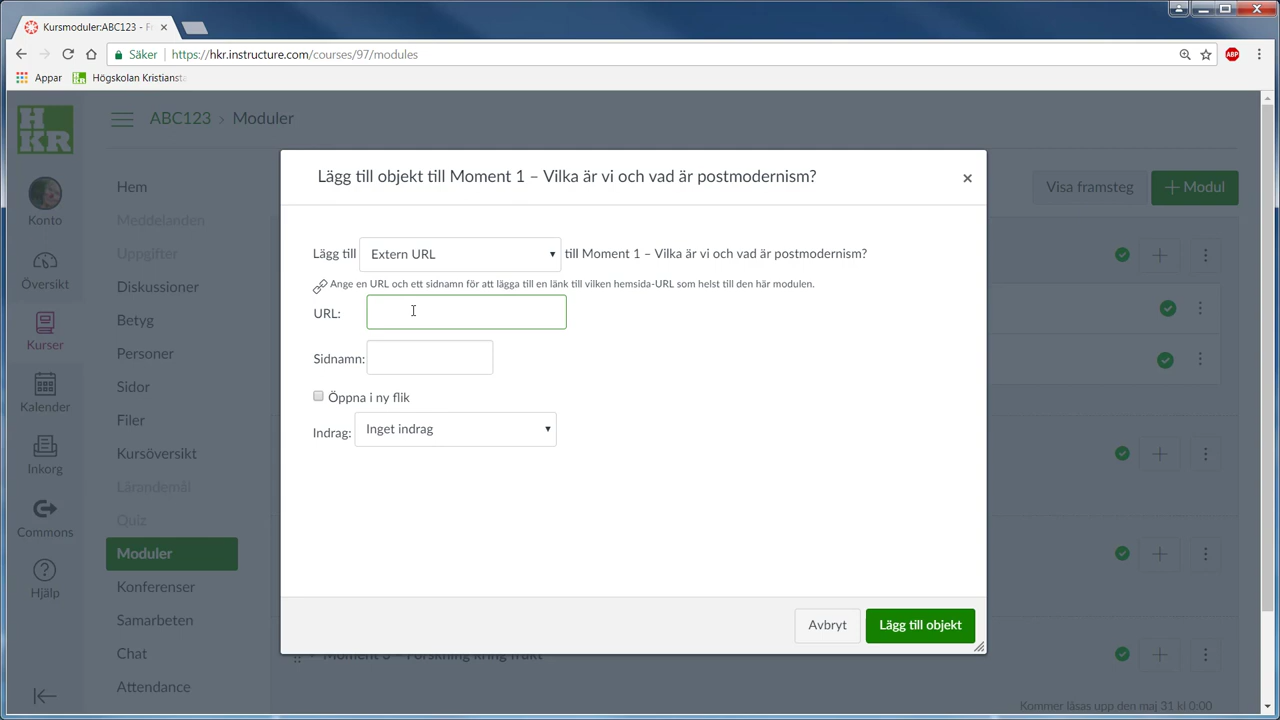 Kursmoduler:ABC123 - F
Säker
https://hkr.instructure.com/courses/97/modules
ABP
Appar
Högskolan Kristianst
HKR
ABC123 > Moduler
Konto
Översikt
Kurser
Kalender
Inkorg
Commons
Hjälp
Hem
Meddelanden
Uppgifter
Diskussioner
Betyg
Personer
Sidor
Filer
Kursöversikt
Lärandemål
Quiz
Moduler
Konferenser
Samarbeten
Chat
Attendance
Visa framsteg
+ Modul
Lägg till objekt till Moment 1 – Vilka är vi och vad är postmodernism?
Lägg till Extern URL till Moment 1 – Vilka är vi och vad är postmodernism?
Ange en URL och ett sidnamn för att lägga till en länk till vilken hemsida-URL som helst till den här modulen.
URL:
Sidnamn:
Öppna i ny flik
Indrag: Inget indrag
Avbryt
Lägg till objekt
Kommer låsas upp den maj 31 kl 0:00